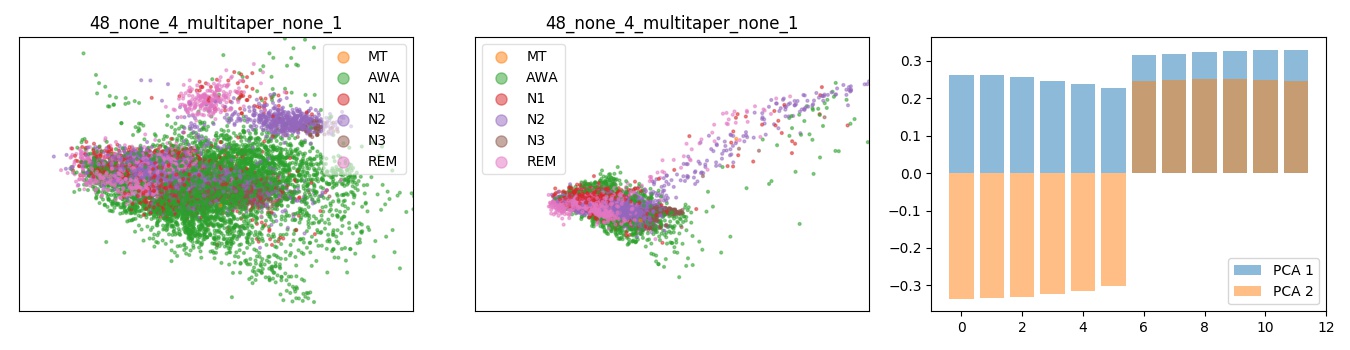 48_none_4_multitaper_none_1
MT
AWA
N1
N2
N3
REM
48_none_4_multitaper_none_1
MT
AWA
N1
N2
N3
REM
0.3
0.2
0.1
0.0
−0.1
−0.2
−0.3
0 2 4 6 8 10 12
PCA 1
PCA 2